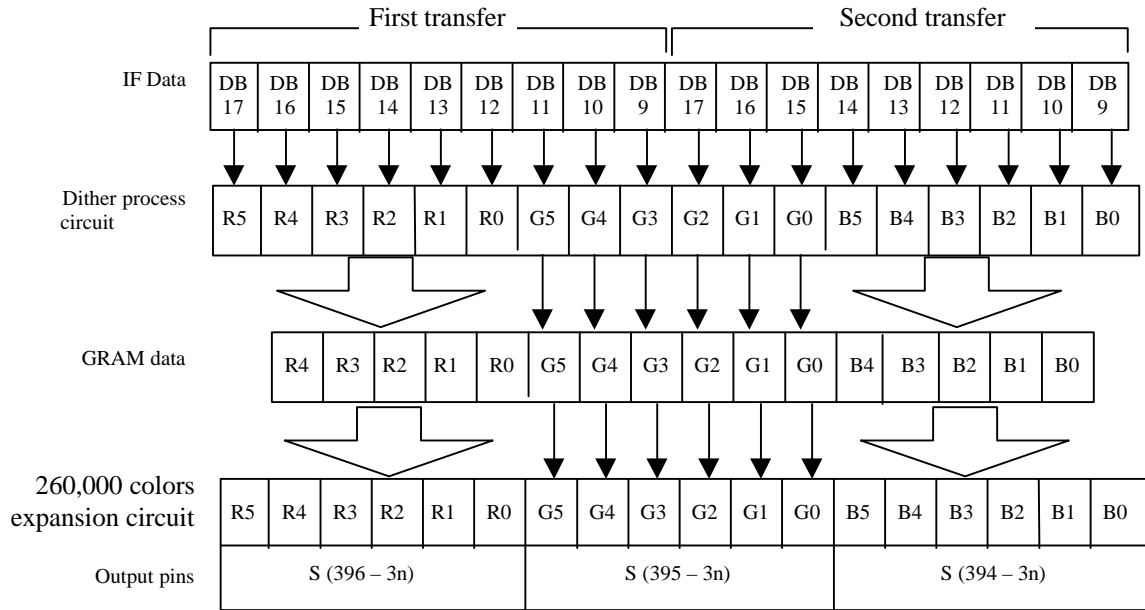 First transfer Second transfer
IF Data DB 17 DB 16 DB 15 DB 14 DB 13 DB 12 DB 11 DB 10 DB 9 DB 17 DB 16 DB 15 DB 14 DB 13 DB 12 DB 11 DB 10 DB 9
Dither process
circuit
R5 R4 R3 R2 R1 R0 G5 G4 G3 G2 G1 G0 B5 B4 B3 B2 B1 B0
GRAM data R4 R3 R2 R1 R0 G5 G4 G3 G2 G1 G0 B4 B3 B2 B1 B0
260,000 colors
expansion circuit
R5 R4 R3 R2 R1 R0 G5 G4 G3 G2 G1 G0 B5 B4 B3 B2 B1 B0
Output pins S (396 – 3n) S (395 – 3n) S (394 – 3n)